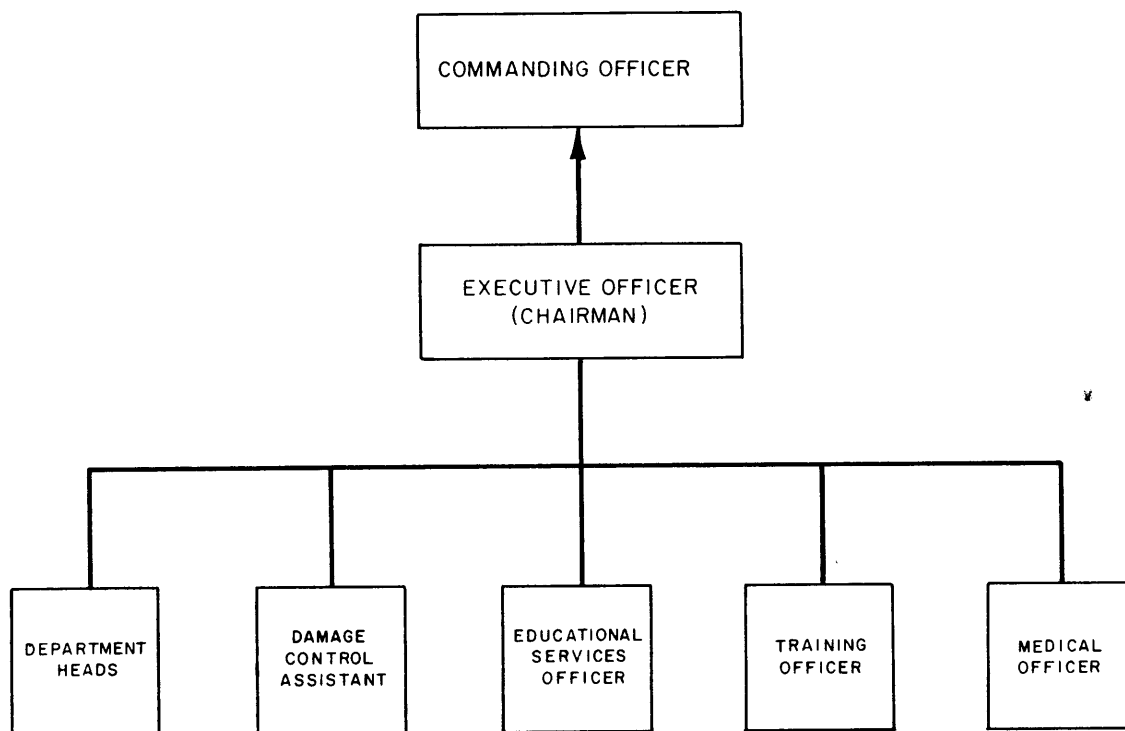 COMMANDING OFFICER
EXECUTIVE OFFICER
(CHAIRMAN)
DEPARTMENT
HEADS
DAMAGE
CONTROL
ASSISTANT
EDUCATIONAL
SERVICES
OFFICER
TRAINING
OFFICER
MEDICAL
OFFICER